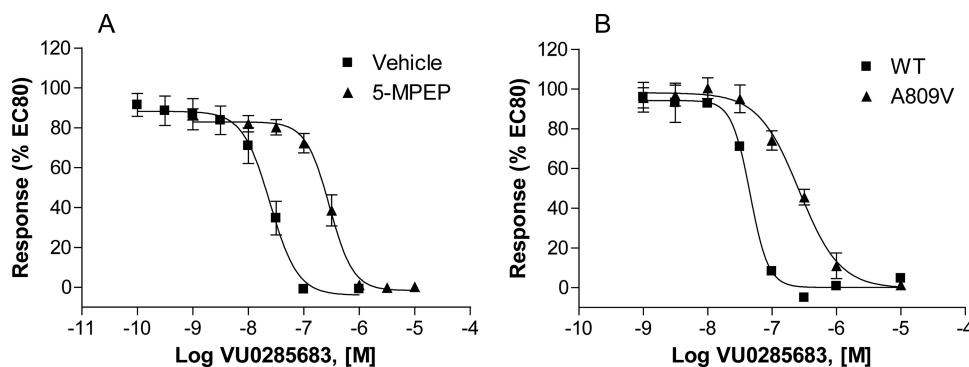 A
Vehicle
5-MPEP
Response (% EC80)
120
100
80
60
40
20
0
-11 -10 -9 -8 -7 -6 -5 -4
Log VU0285683, [M]
B
WT
A809V
Response (% EC80)
120
100
80
60
40
20
0
-10 -9 -8 -7 -6 -5 -4
Log VU0285683, [M]